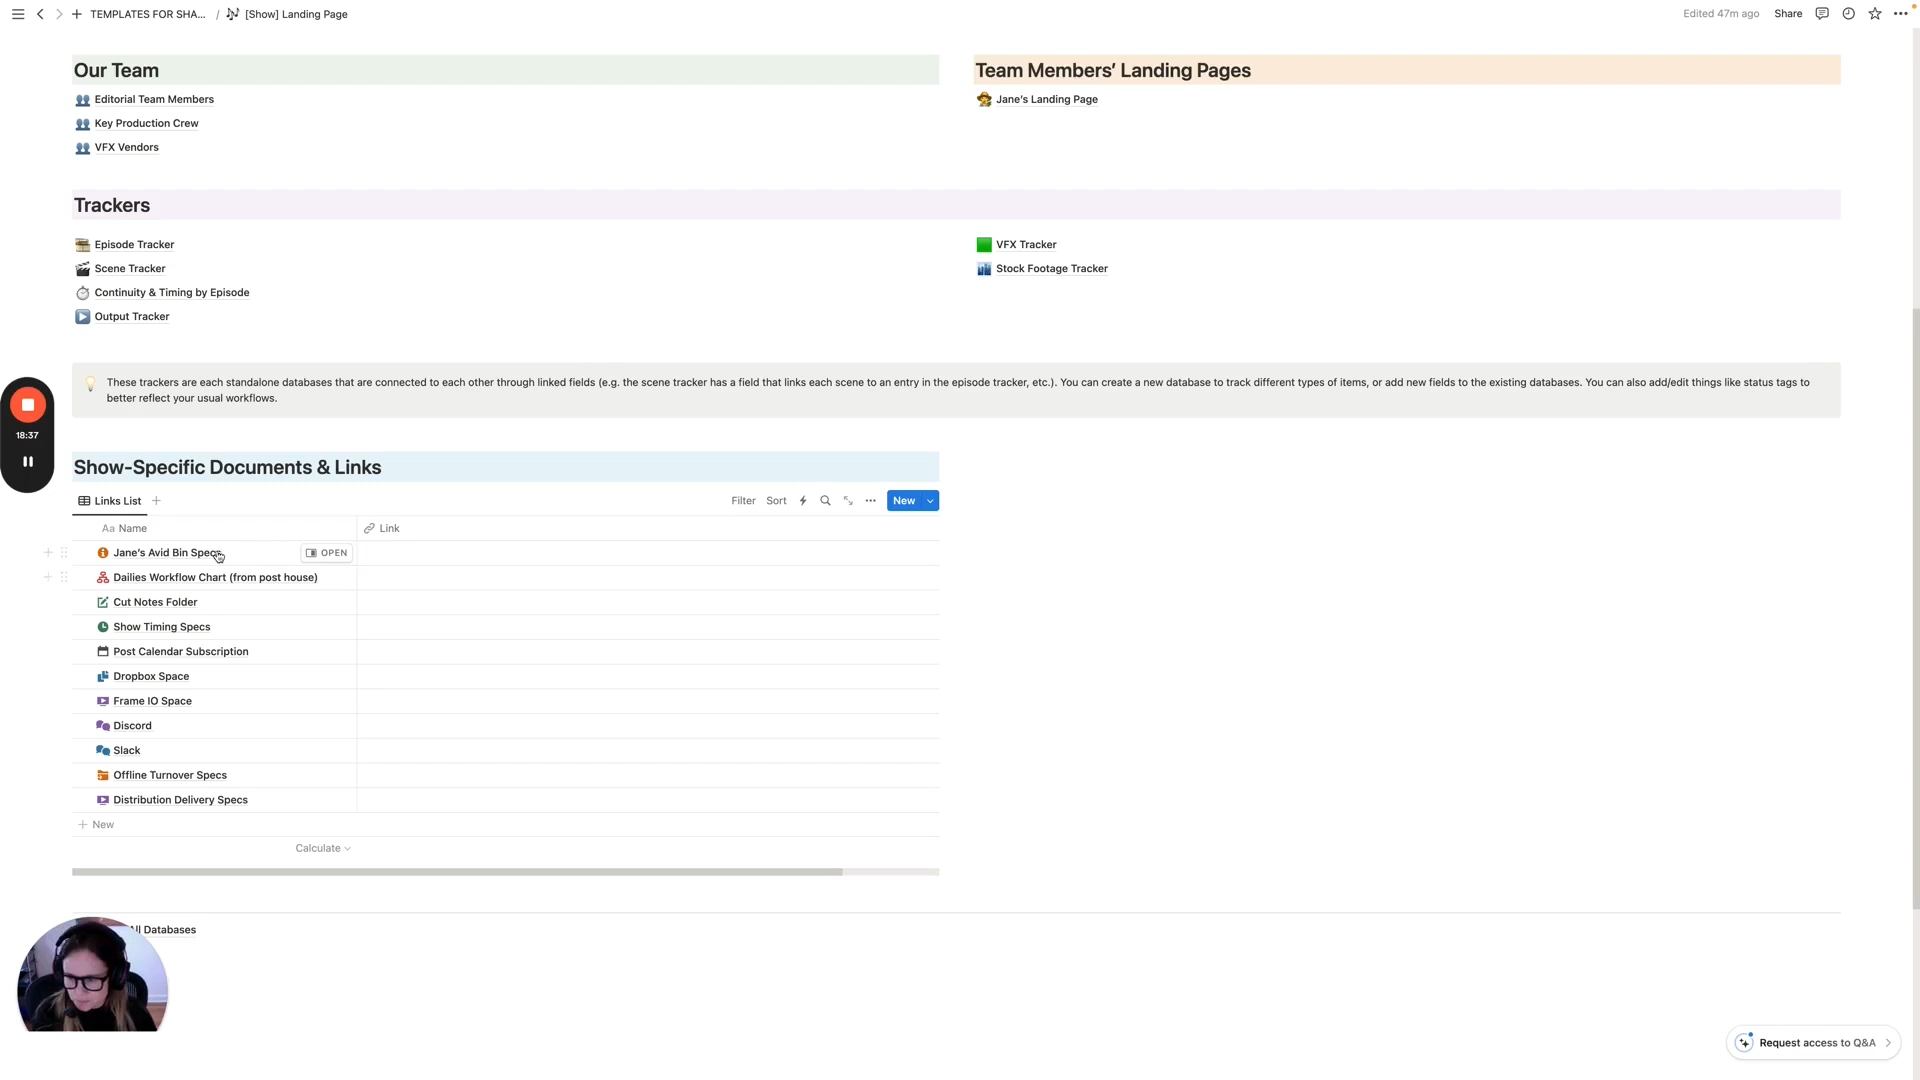 TEMPLATES FOR SHA... / [Show] Landing Page
Edited 47m ago Share
Our Team
Editorial Team Members
Key Production Crew
VFX Vendors
Team Members’ Landing Pages
Jane's Landing Page
Trackers
Episode Tracker
Scene Tracker
Continuity & Timing by Episode
Output Tracker
VFX Tracker
Stock Footage Tracker
These trackers are each standalone databases that are connected to each other through linked fields (e.g. the scene tracker has a field that links each scene to an entry in the episode tracker, etc.). You can create a new database to track different types of items, or add new fields to the existing databases. You can also add/edit things like status tags to
better reflect your usual workflows.
18:37
Show-Specific Documents & Links
Links List
Filter Sort New
Aa Name Link
Jane's Avid Bin Specs OPEN
Dailies Workflow Chart (from post house)
Cut Notes Folder
Show Timing Specs
Post Calendar Subscription
Dropbox Space
Frame IO Space
Discord
Slack
Offline Turnover Specs
Distribution Delivery Specs
New
Calculate
Databases
Request access to Q&A